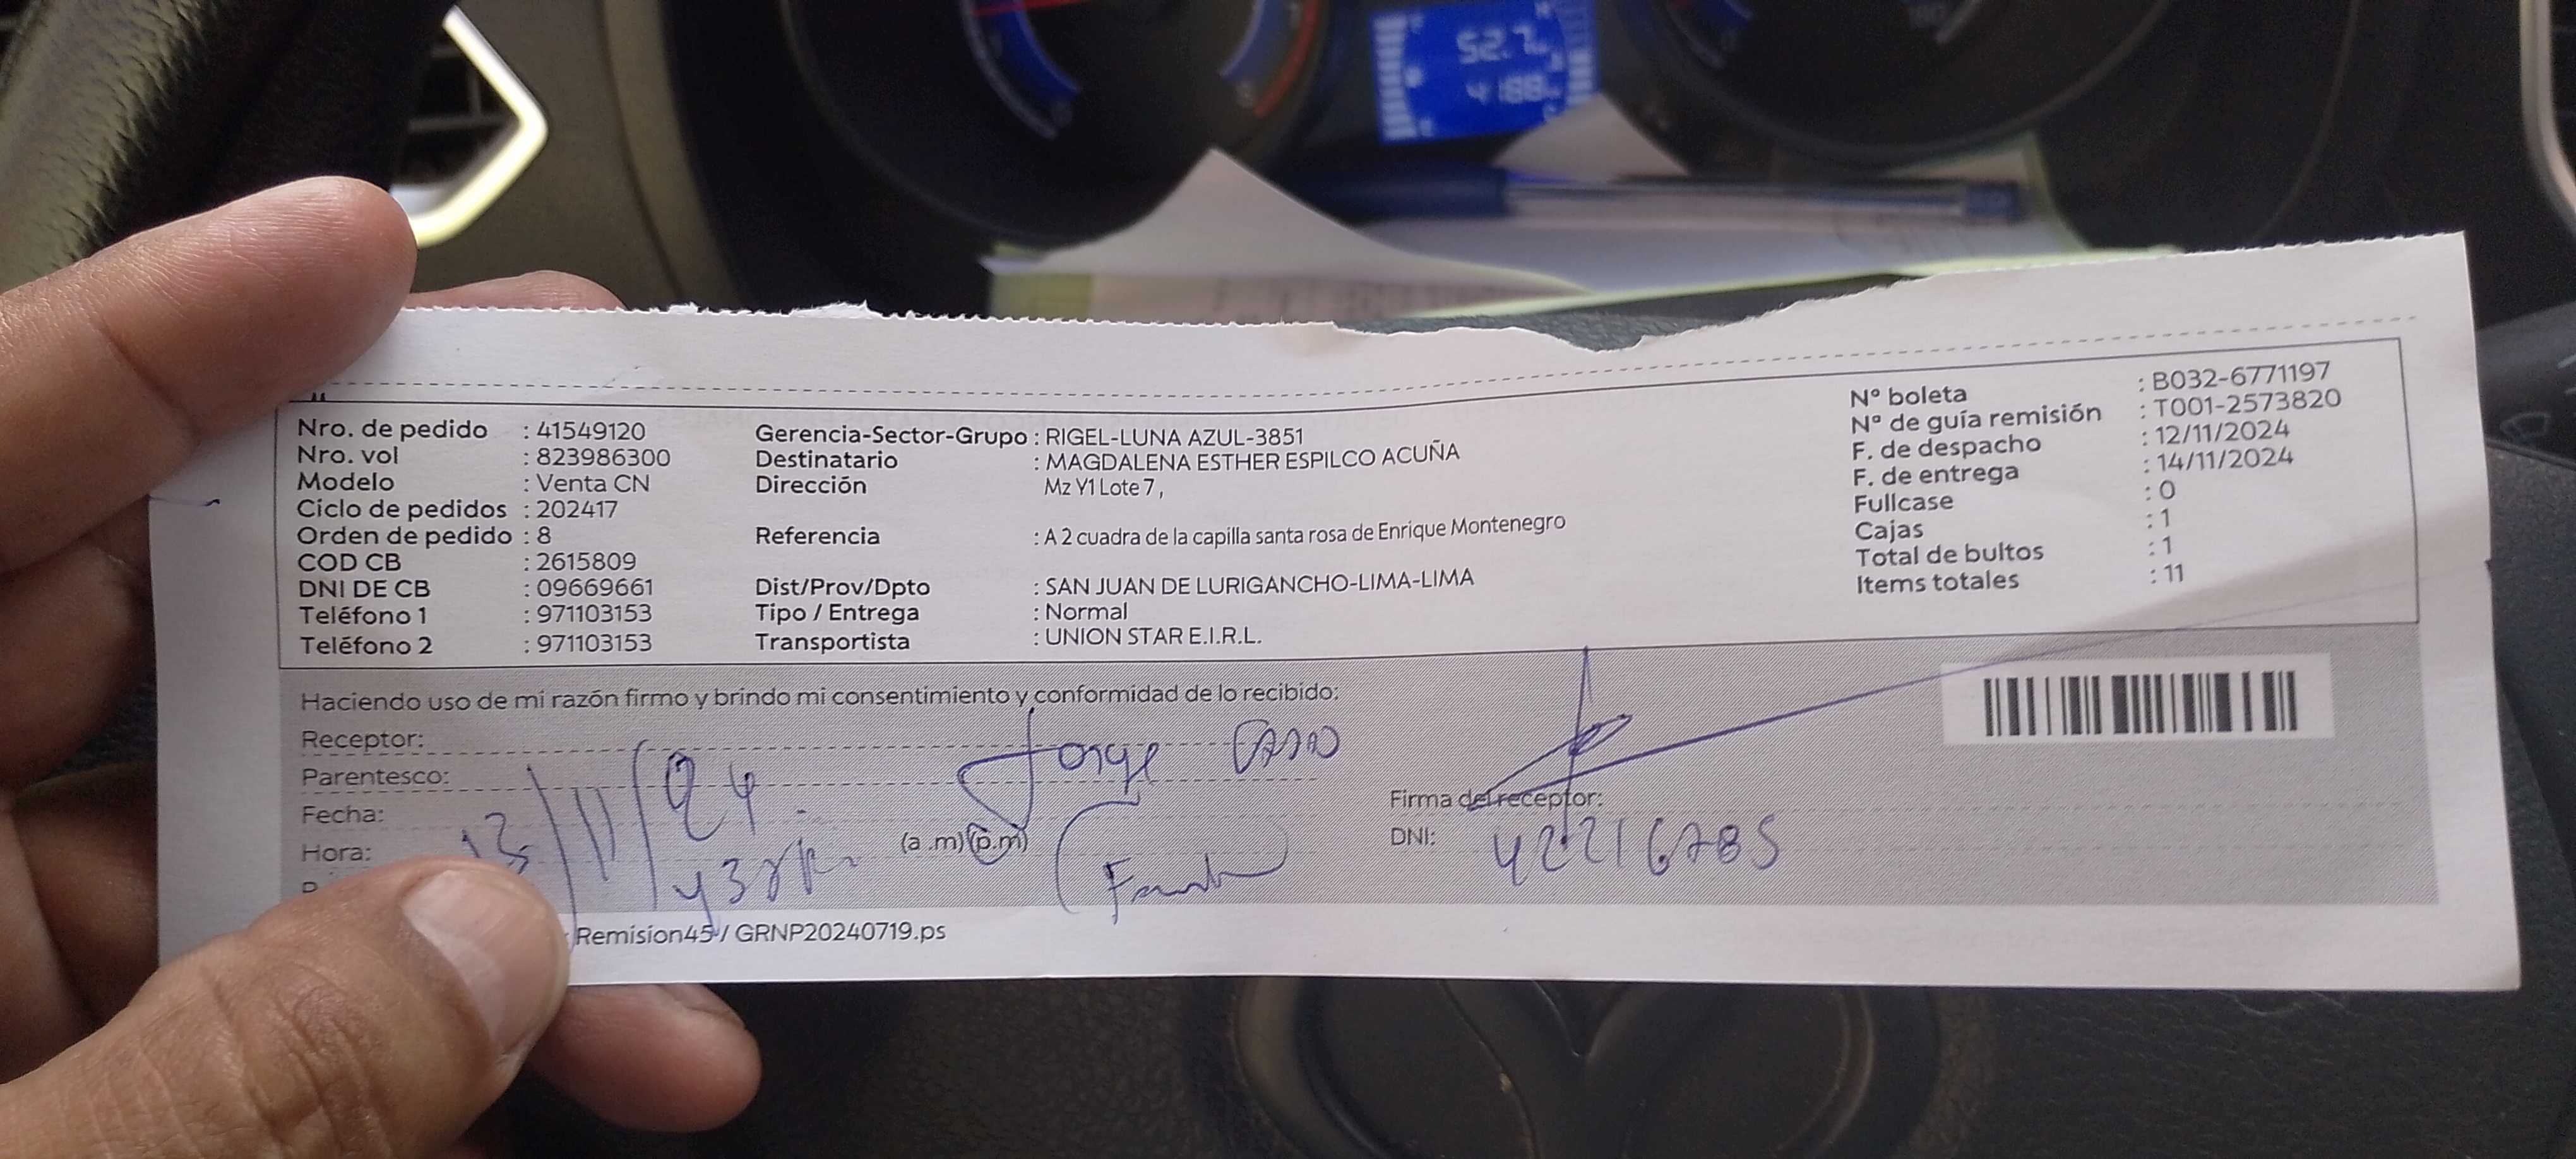 52.7
4188
Nro. de pedido : 41549120
Nro. vol : 823986300
Modelo : Venta CN
Ciclo de pedidos : 202417
Orden de pedido : 8
COD CB : 2615809
DNI DE CB : 09669661
Teléfono 1 : 971103153
Teléfono 2 : 971103153
Gerencia-Sector-Grupo : RIGEL-LUNA AZUL-3851
Destinatario : MAGDALENA ESTHER ESPILCO ACUÑA
Dirección Mz Y1 Lote 7 ,
Referencia : A 2 cuadra de la capilla santa rosa de Enrique Montenegro
Dist/Prov/Dpto : SAN JUAN DE LURIGANCHO-LIMA-LIMA
Tipo / Entrega : Normal
Transportista : UNION STAR E.I.R.L.
Nº boleta : B032-6771197
Nº de guía remisión : T001-2573820
F. de despacho : 12/11/2024
F. de entrega : 14/11/2024
Fullcase : 0
Cajas : 1
Total de bultos : 1
Items totales : 11
Haciendo uso de mi razón firmo y brindo mi consentimiento y conformidad de lo recibido:
Receptor: Jorge
Parentesco:
Fecha: 13/11/24
Hora: (a .m) (p.m)
Firma del receptor:
DNI: 42216785
Remision45 / GRNP20240719.ps